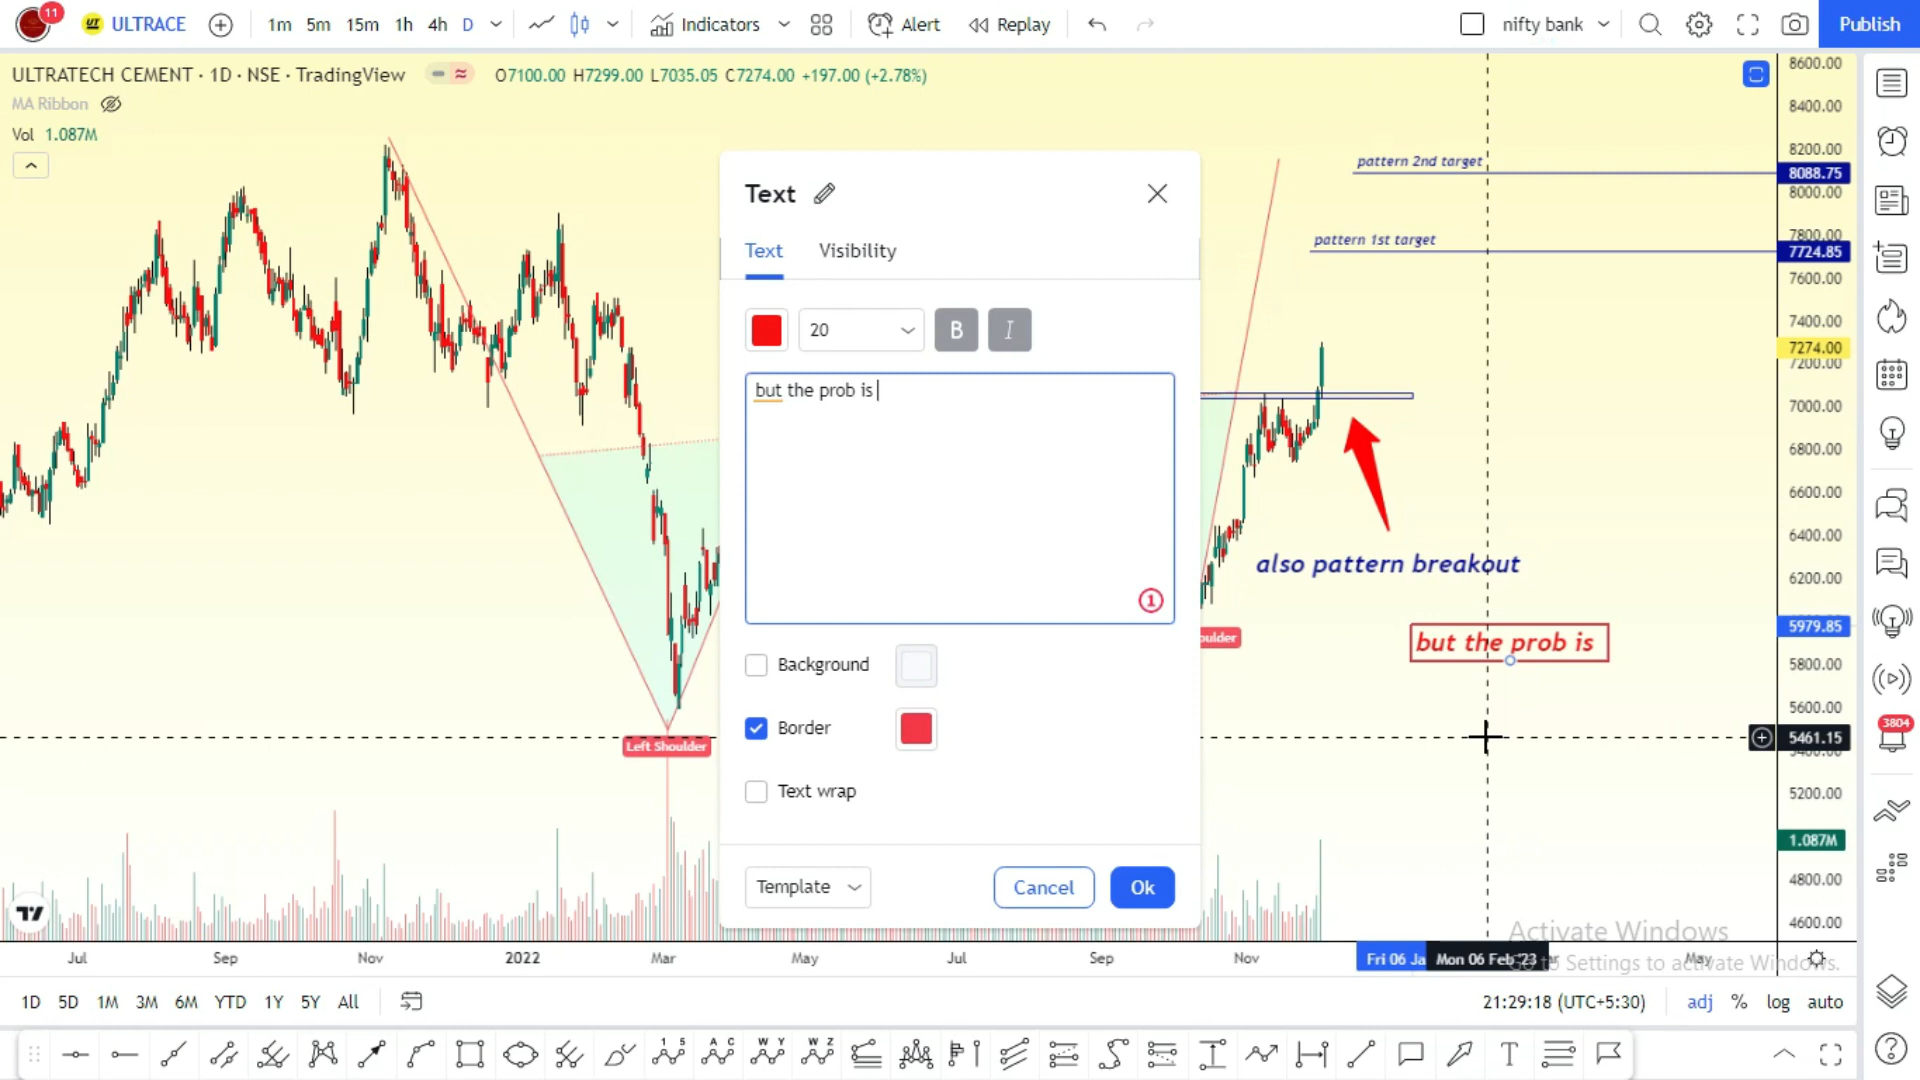 11
ULTRACE
1m 5m 15m 1h 4h D
Indicators
Alert
Replay
nifty bank
Publish
ULTRATECH CEMENT · 1D · NSE · TradingView
O7100.00 H7299.00 L7035.05 C7274.00 +197.00 (+2.78%)
MA Ribbon
Vol 1.087M
8600.00
8400.00
8200.00
pattern 2nd target
8088.75
8000.00
7800.00
pattern 1st target
7724.85
7600.00
7400.00
7274.00
7200.00
7000.00
6800.00
6600.00
6400.00
6200.00
5979.85
5800.00
5600.00
5461.15
5200.00
1.087M
4800.00
4600.00
Text
Text Visibility
20
B I
but the prob is
1
Background
Border
Text wrap
Template
Cancel
Ok
also pattern breakout
but the prob is
oulder
Left Shoulder
3804
Activate Windows
Go to Settings to activate Windows.
Jul Sep Nov 2022 Mar May Jul Sep Nov
Fri 06 Ja
Mon 06 Feb '23
May
1D 5D 1M 3M 6M YTD 1Y 5Y All
21:29:18 (UTC+5:30)
adj % log auto